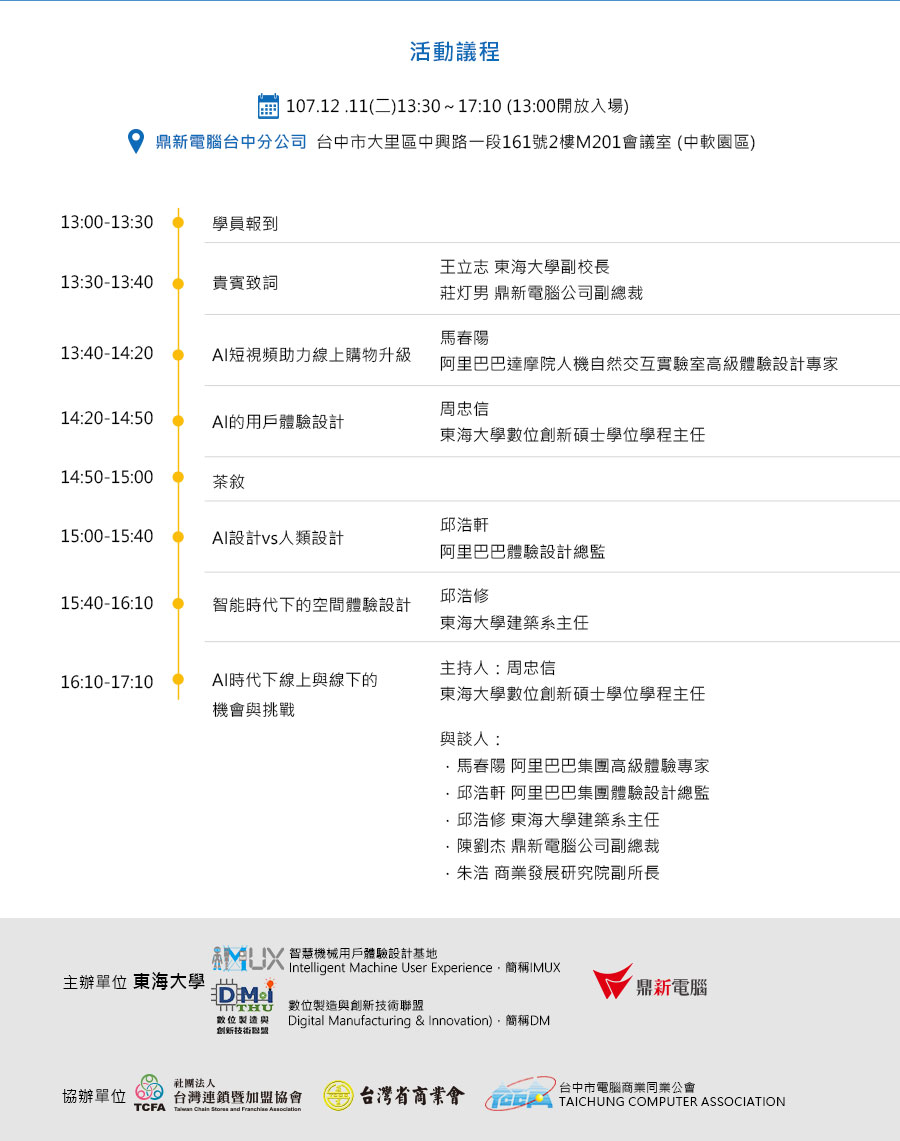 活動議程
107.12 .11(二)13:30 ~ 17:10 (13:00開放入場)
鼎新電腦台中分公司 台中市大里區中興路一段161號2樓M201會議室 (中軟園區)
13:00-13:30 學員報到
13:30-13:40 貴賓致詞
王立志 東海大學副校長
莊灯男 鼎新電腦公司副總裁
13:40-14:20 AI短視頻助力線上購物升級
馬春陽
阿里巴巴達摩院人機自然交互實驗室高級體驗設計專家
14:20-14:50 AI的用戶體驗設計
周忠信
東海大學數位創新碩士學位學程主任
14:50-15:00 茶敘
15:00-15:40 AI設計vs人類設計
邱浩軒
阿里巴巴體驗設計總監
15:40-16:10 智能時代下的空間體驗設計
邱浩修
東海大學建築系主任
16:10-17:10 AI時代下線上與線下的
機會與挑戰
主持人：周忠信
東海大學數位創新碩士學位學程主任
與談人：
· 馬春陽 阿里巴巴集團高級體驗專家
· 邱浩軒 阿里巴巴集團體驗設計總監
· 邱浩修 東海大學建築系主任
· 陳劉杰 鼎新電腦公司副總裁
· 朱浩 商業發展研究院副所長
主辦單位 東海大學
iMUX 智慧機械用戶體驗設計基地
Intelligent Machine User Experience · 簡稱IMUX
DMi
THU
數位製造與
創新技術聯盟
數位製造與創新技術聯盟
Digital Manufacturing & Innovation) · 簡稱DM
鼎新電腦
協辦單位
TCFA
社團法人
台灣連鎖暨加盟協會
Taiwan Chain Stores and Franchise Association
台灣省商業會
TCCA
台中市電腦商業同業公會
TAICHUNG COMPUTER ASSOCIATION